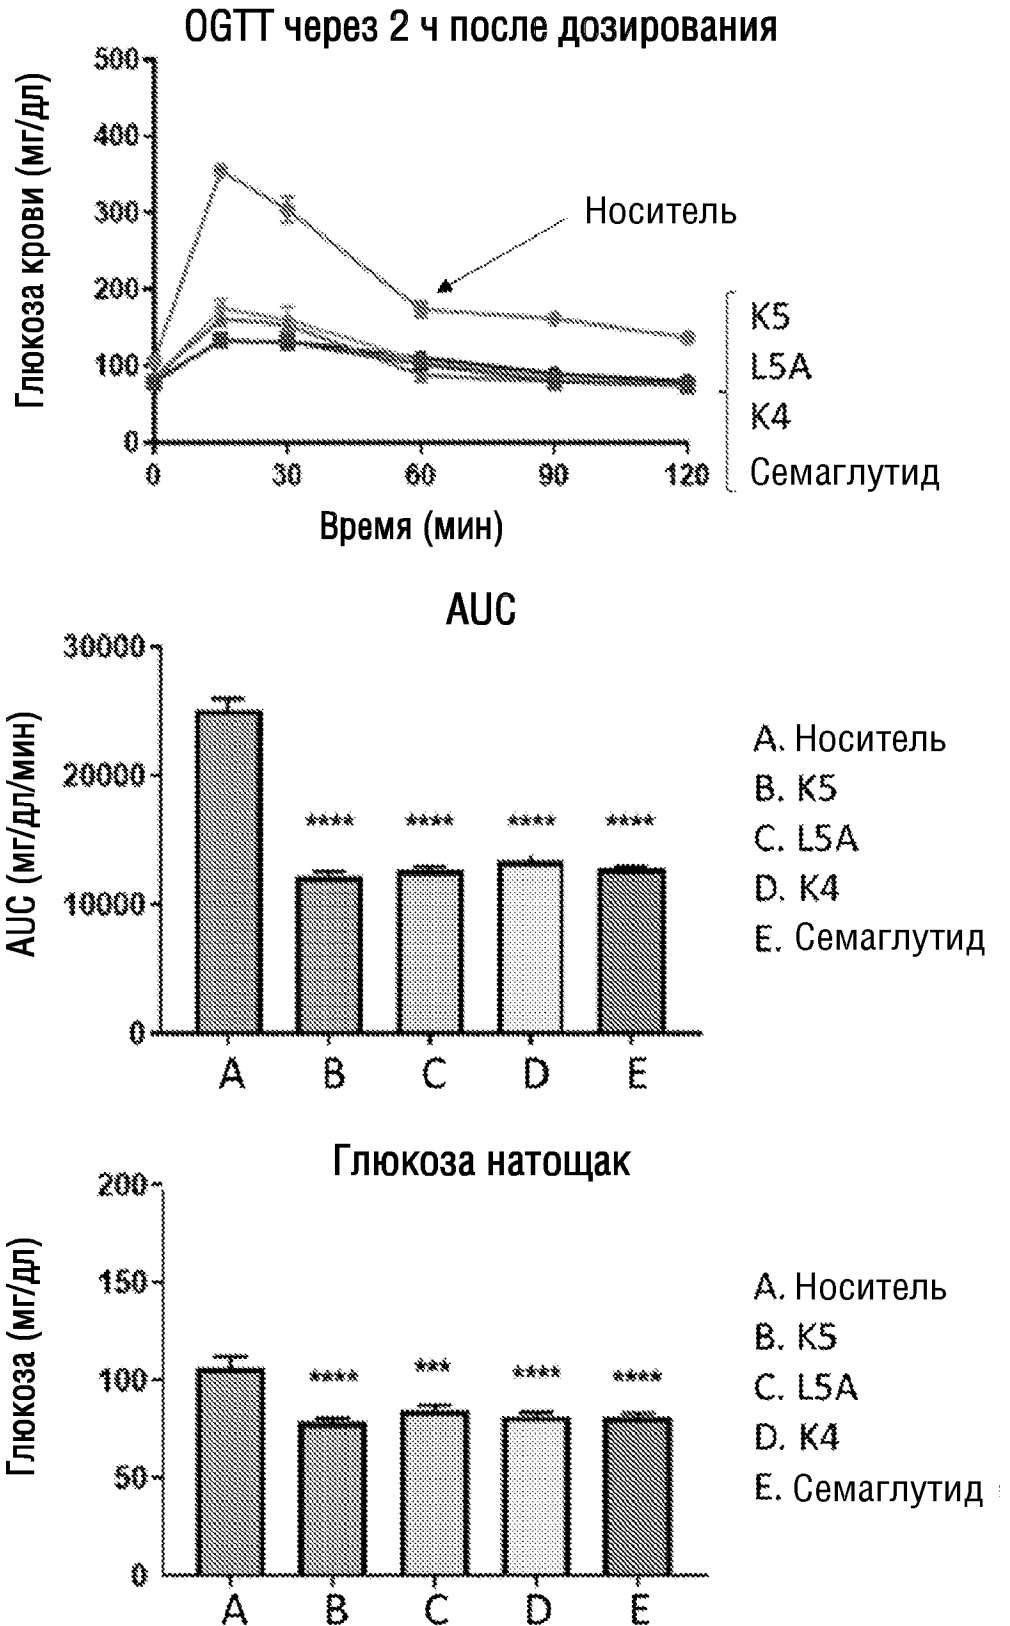 OGTT через 2 ч после дозирования
Глюкоза крови (мг/дл)
500
400
300
200
100
0
0 30 60 90 120
Время (мин)
Носитель
K5
L5A
K4
Семаглутид
AUC
AUC (мг/дл/мин)
30000
20000
10000
0
**** **** **** ****
A B C D E
A. Носитель
B. K5
C. L5A
D. K4
E. Семаглутид
Глюкоза натощак
Глюкоза (мг/дл)
200
150
100
50
0
**** *** **** ****
A B C D E
A. Носитель
B. K5
C. L5A
D. K4
E. Семаглутид